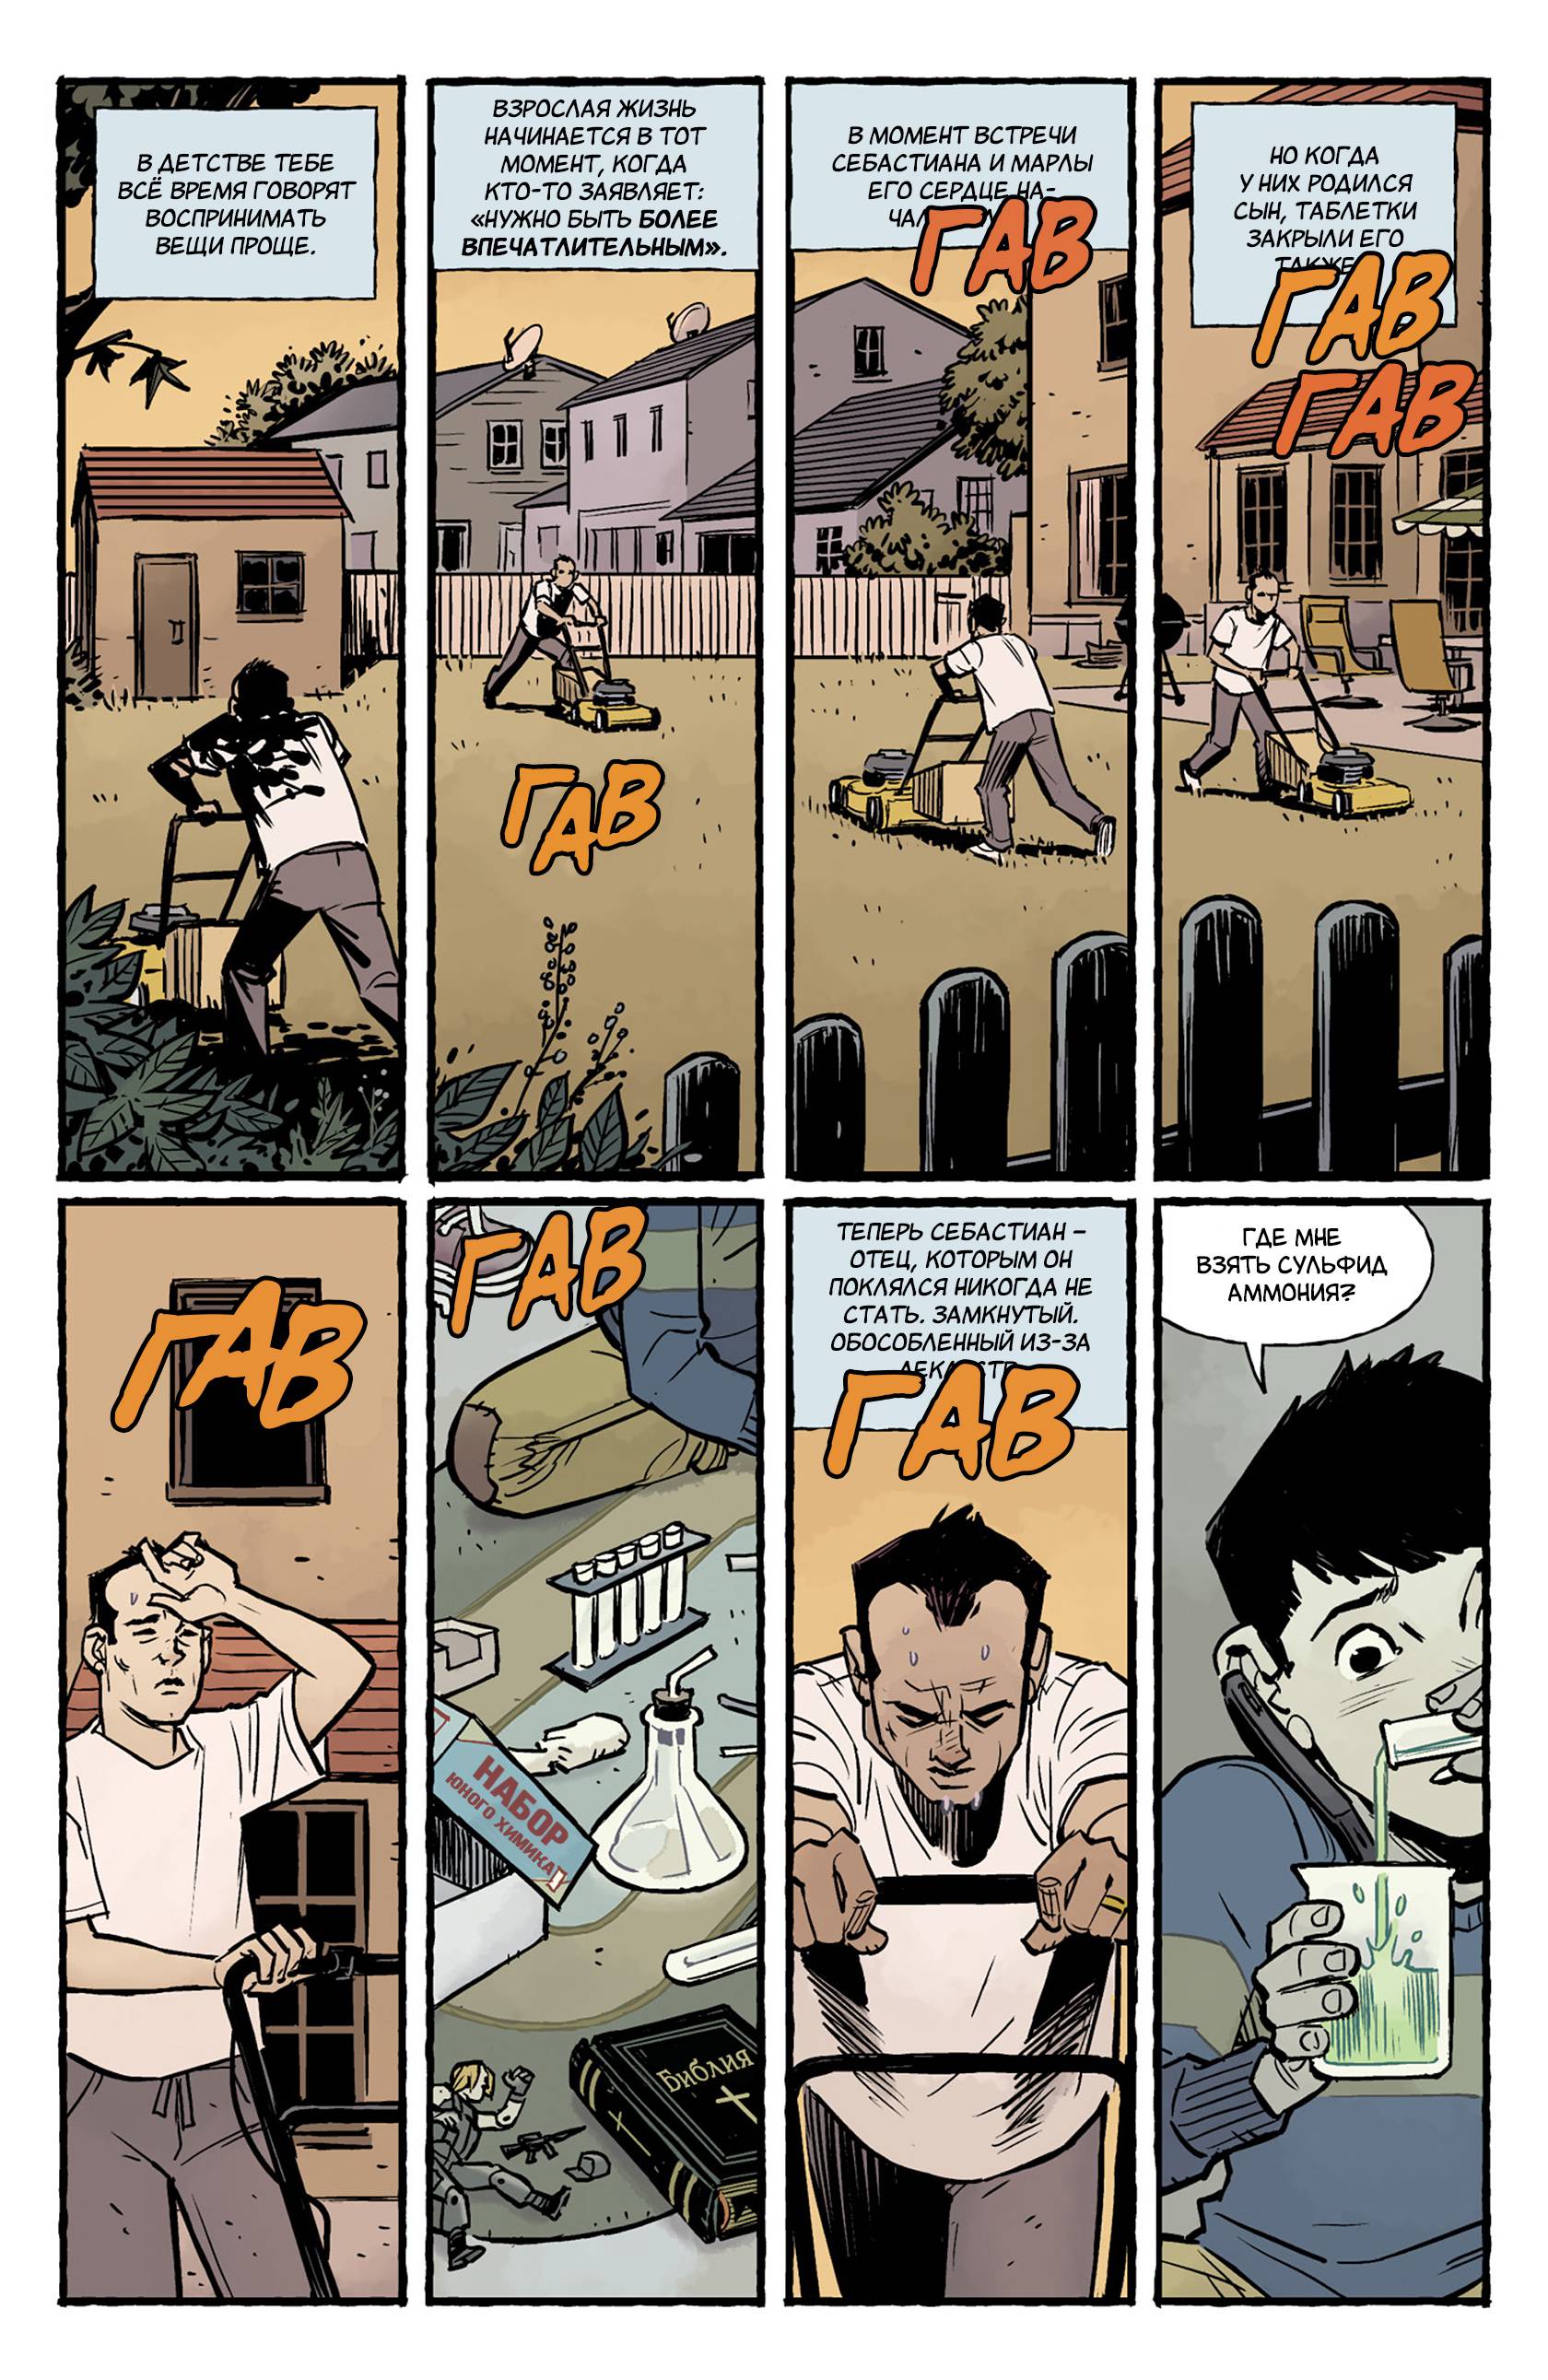 В ДЕТСТВЕ ТЕБЕ
ВСЁ ВРЕМЯ ГОВОРЯТ
ВОСПРИНИМАТЬ
ВЕЩИ ПРОЩЕ.
ВЗРОСЛАЯ ЖИЗНЬ
НАЧИНАЕТСЯ В ТОТ
МОМЕНТ, КОГДА
КТО-ТО ЗАЯВЛЯЕТ:
«НУЖНО БЫТЬ БОЛЕЕ
ВПЕЧАТЛИТЕЛЬНЫМ».
ГАВ
В МОМЕНТ ВСТРЕЧИ
СЕБАСТИАНА И МАРЛЫ
ЕГО СЕРДЦЕ НА-
ГАВ
НО КОГДА
У НИХ РОДИЛСЯ
СЫН, ТАБЛЕТКИ
ЗАКРЫЛИ ЕГО
ТАКЖЕ
ГАВ
ГАВ
ГАВ
ГАВ
НАБОР
ЮНОГО ХИМИКА
Библия
ТЕПЕРЬ СЕБАСТИАН –
ОТЕЦ, КОТОРЫМ ОН
ПОКЛЯЛСЯ НИКОГДА НЕ
СТАТЬ. ЗАМКНУТЫЙ.
ОБОСОБЛЕННЫЙ ИЗ-ЗА
ГАВ
ГДЕ МНЕ
ВЗЯТЬ СУЛЬФИД
АММОНИЯ?